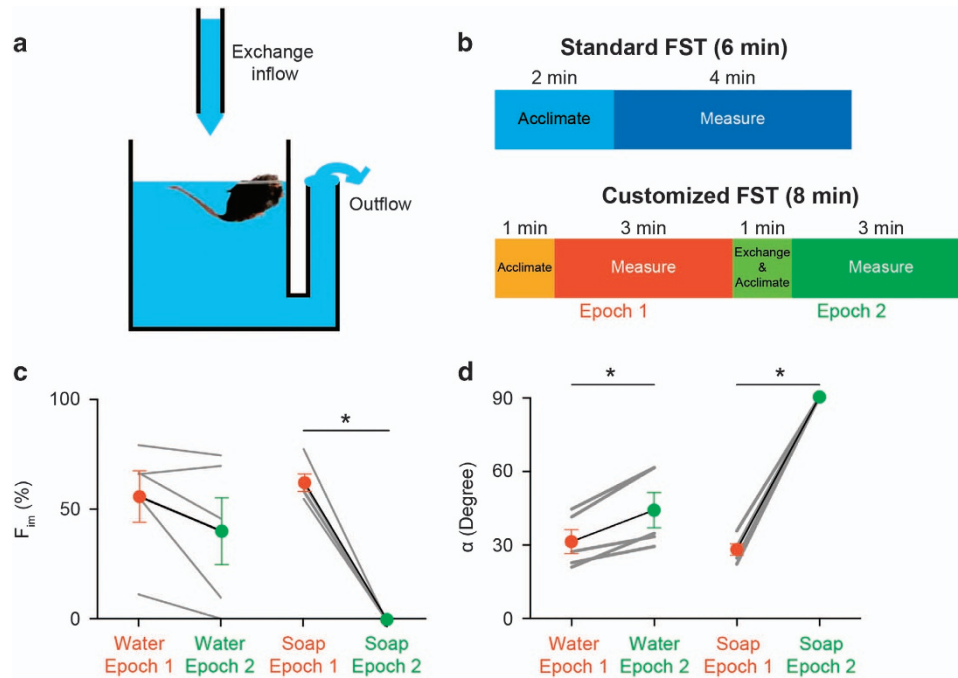 a
Exchange
inflow
Outflow
b
Standard FST (6 min)
2 min 4 min
Acclimate Measure
Customized FST (8 min)
1 min 3 min 1 min 3 min
Acclimate Measure Exchange & Acclimate Measure
Epoch 1 Epoch 2
c
100
50
0
Fim (%)
*
Water Epoch 1
Water Epoch 2
Soap Epoch 1
Soap Epoch 2
d
90
60
30
0
α (Degree)
* *
Water Epoch 1
Water Epoch 2
Soap Epoch 1
Soap Epoch 2